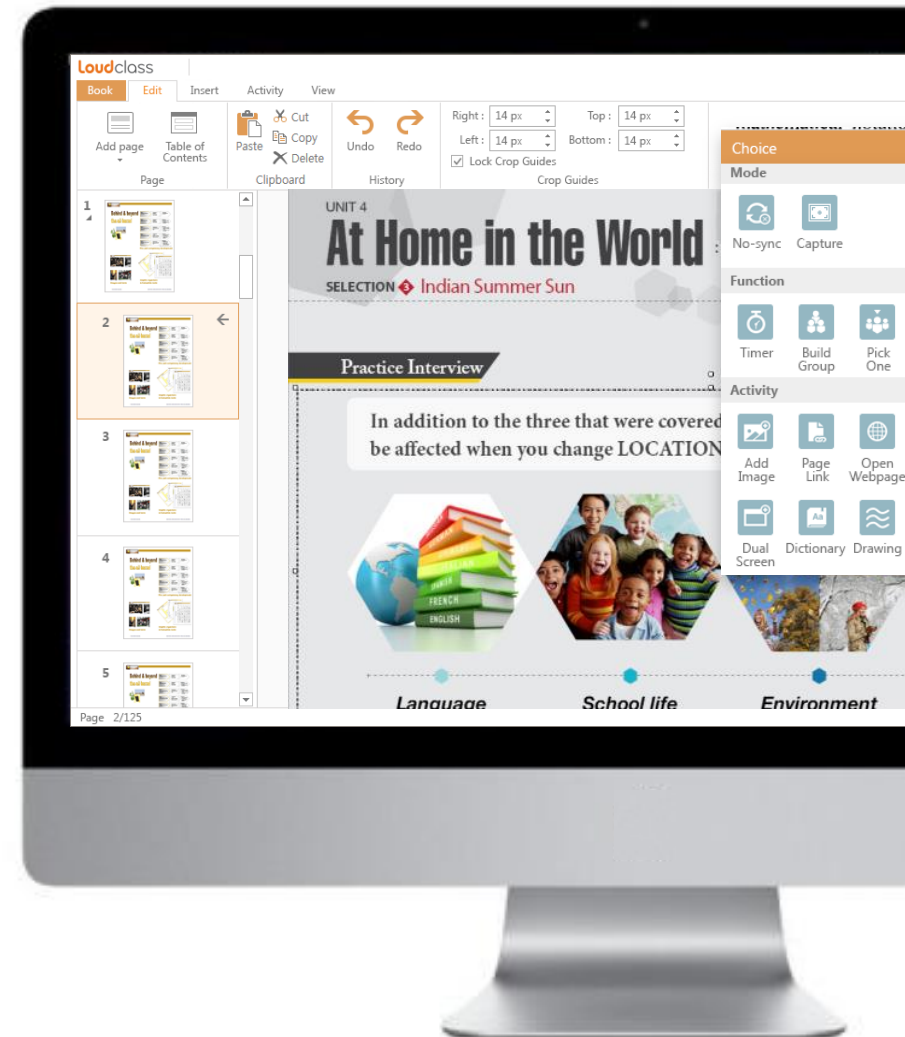 Loudclass
Book Edit Insert Activity View
Add page
Table of Contents
Page
Paste
Cut
Copy
Delete
Clipboard
Undo Redo
History
Right : 14 px Top : 14 px
Left : 14 px Bottom : 14 px
Lock Crop Guides
Crop Guides
1
2
3
4
5
Page 2/125
UNIT 4
At Home in the World
SELECTION 3 Indian Summer Sun
Practice Interview
In addition to the three that were covered
be affected when you change LOCATION
SPANISH
FRENCH
ENGLISH
Language School life Environment
Choice
Mode
No-sync Capture
Function
Timer
Build Group
Pick One
Activity
Add Image
Page Link
Open Webpage
Dual Screen
Aa
Dictionary
Drawing